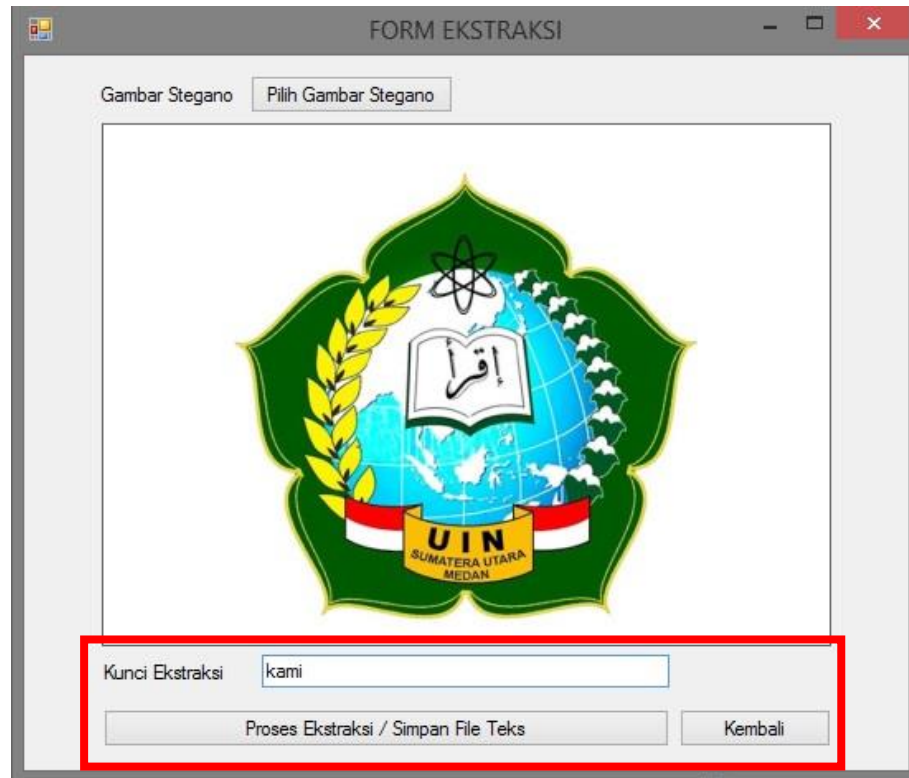 FORM EKSTRAKSI
Gambar Stegano Pilih Gambar Stegano
إقرأ
UIN
SUMATERA UTARA
MEDAN
Kunci Ekstraksi kami
Proses Ekstraksi / Simpan File Teks Kembali